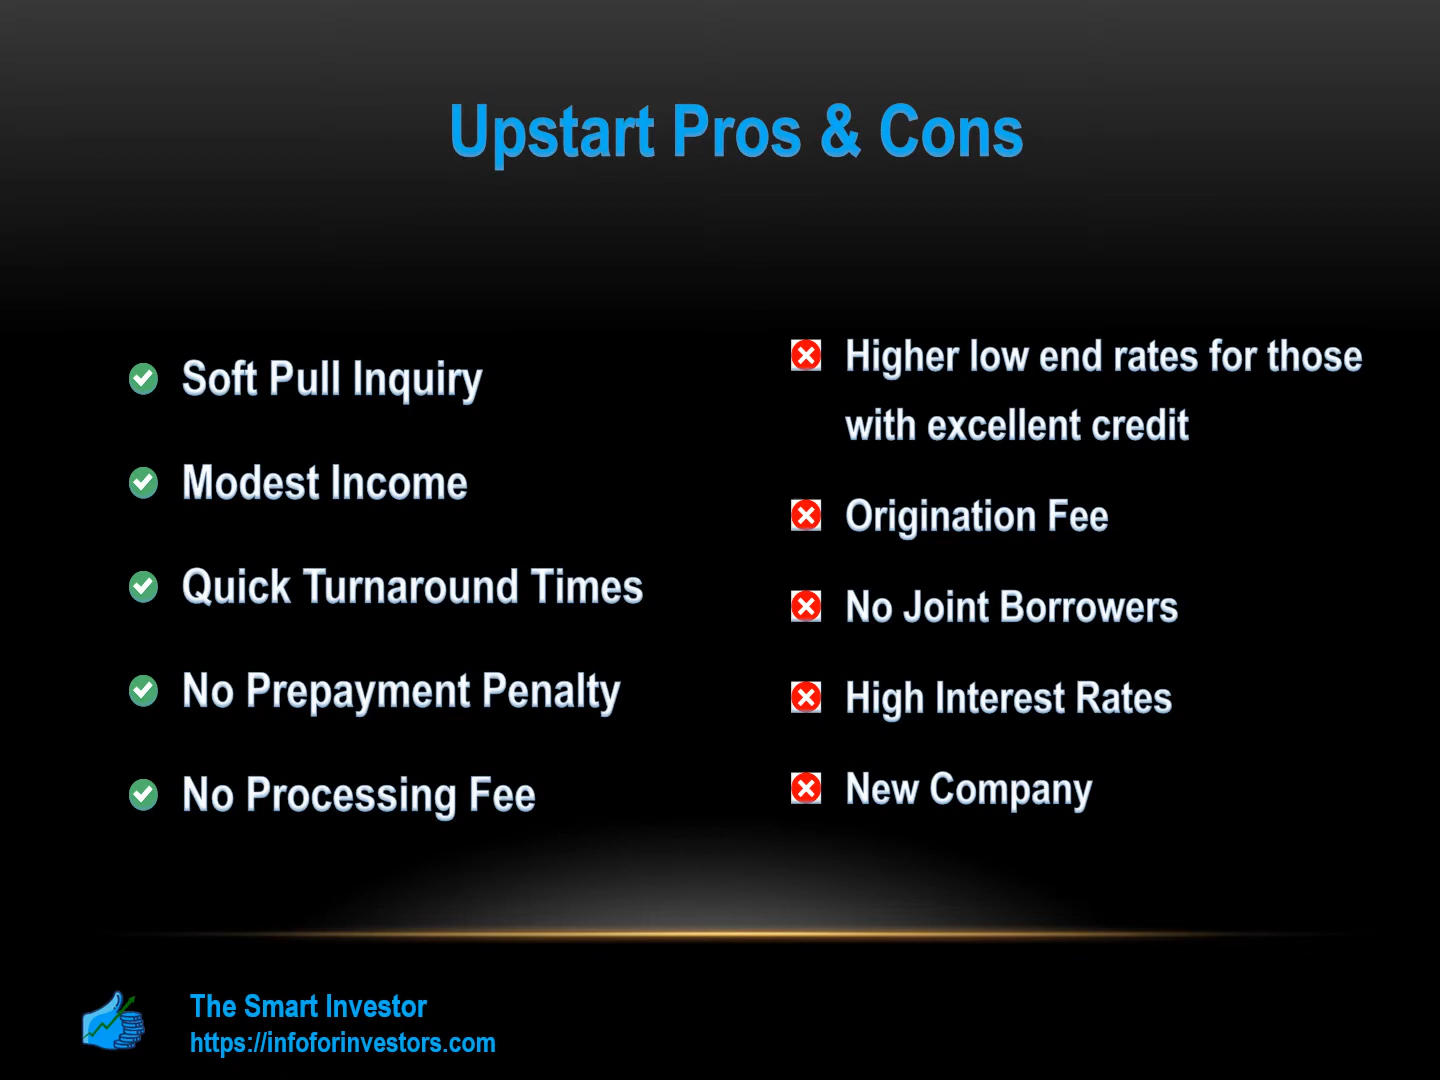 Upstart Pros & Cons
Soft Pull Inquiry
Modest Income
Quick Turnaround Times
No Prepayment Penalty
No Processing Fee
Higher low end rates for those
with excellent credit
Origination Fee
No Joint Borrowers
High Interest Rates
New Company
The Smart Investor
https://infoforinvestors.com